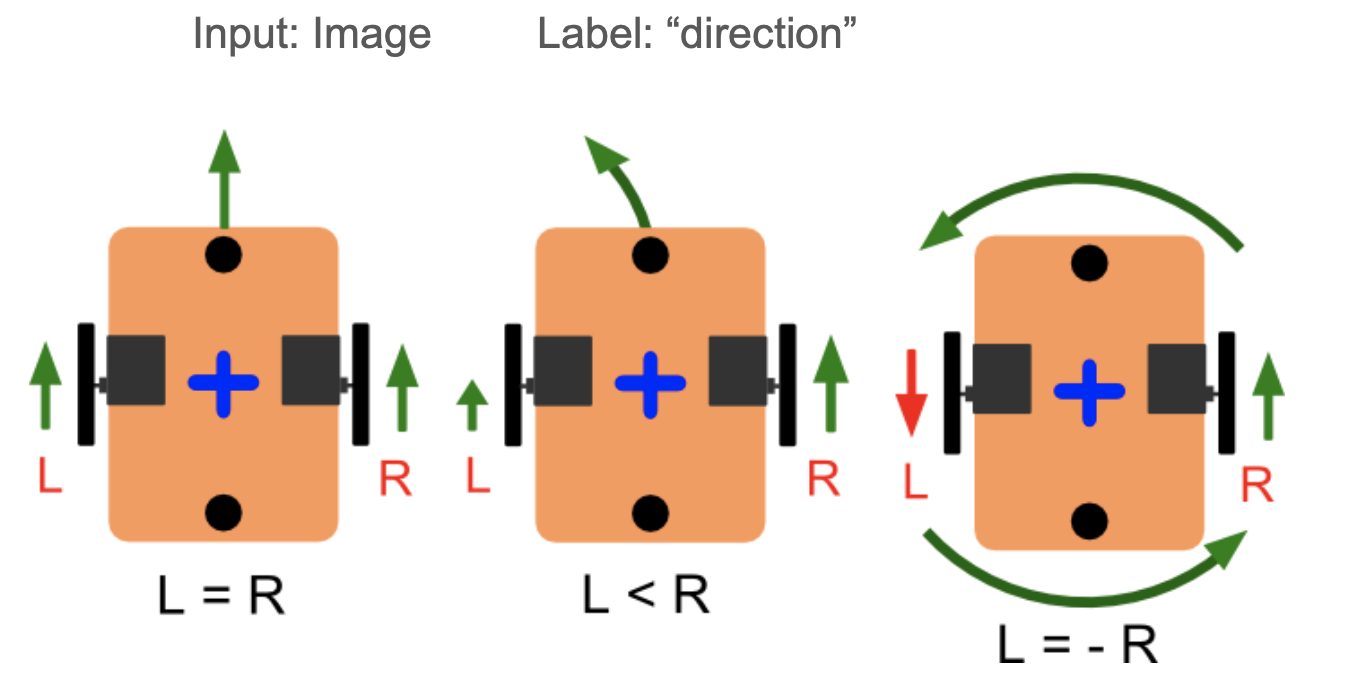 Input: Image
Label: “direction”
L
R
L
R
L
R
L = R
L < R
L = - R